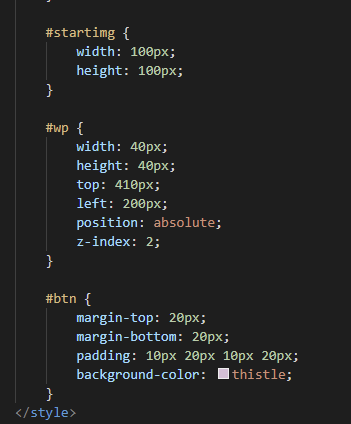 #startimg {
width: 100px;
height: 100px;
}
#wp {
width: 40px;
height: 40px;
top: 410px;
left: 200px;
position: absolute;
z-index: 2;
}
#btn {
margin-top: 20px;
margin-bottom: 20px;
padding: 10px 20px 10px 20px;
background-color: thistle;
}
</style>